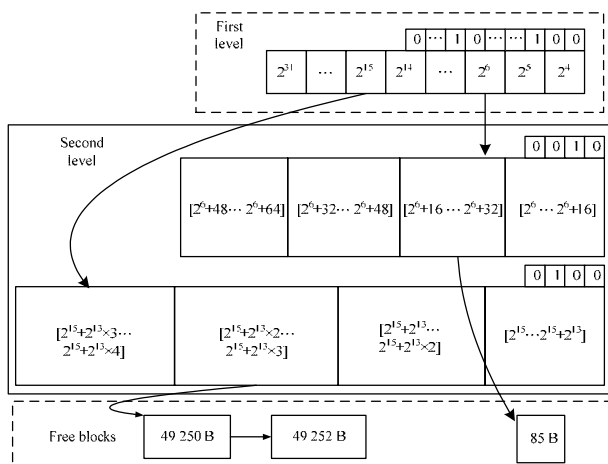 First level
0 ... 1 0 ... ... 1 0 0
2³¹ ... 2¹⁵ 2¹⁴ ... 2⁶ 2⁵ 2⁴
Second level
0 0 1 0
[2⁶+48... 2⁶+64] [2⁶+32... 2⁶+48] [2⁶+16 ... 2⁶+32] [2⁶... 2⁶+16]
0 1 0 0
[2¹⁵+2¹³×3... 2¹⁵+2¹³×4] [2¹⁵+2¹³×2... 2¹⁵+2¹³×3] [2¹⁵+2¹³... 2¹⁵+2¹³×2] [2¹⁵...2¹⁵+2¹³]
Free blocks 49 250 B 49 252 B 85 B